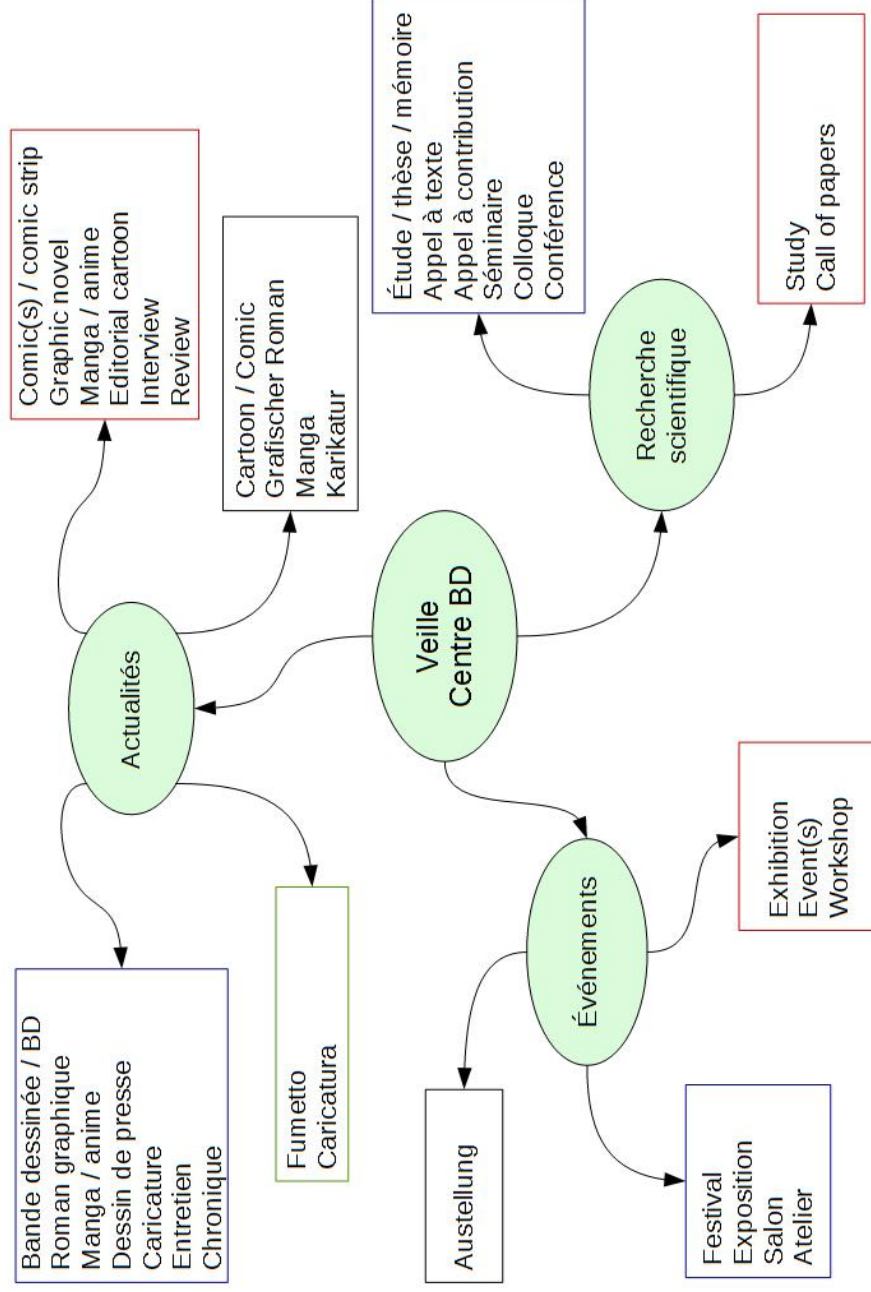 Bande dessinée / BD
Roman graphique
Manga / anime
Dessin de presse
Caricature
Entretien
Chronique
Actualités
Comic(s) / comic strip
Graphic novel
Manga / anime
Editorial cartoon
Interview
Review
Fumetto
Caricatura
Cartoon / Comic
Grafischer Roman
Manga
Karikatur
Veille
Centre BD
Austellung
Événements
Festival
Exposition
Salon
Atelier
Exhibition
Event(s)
Workshop
Recherche
scientifique
Étude / thèse / mémoire
Appel à texte
Appel à contribution
Séminaire
Colloque
Conférence
Study
Call of papers